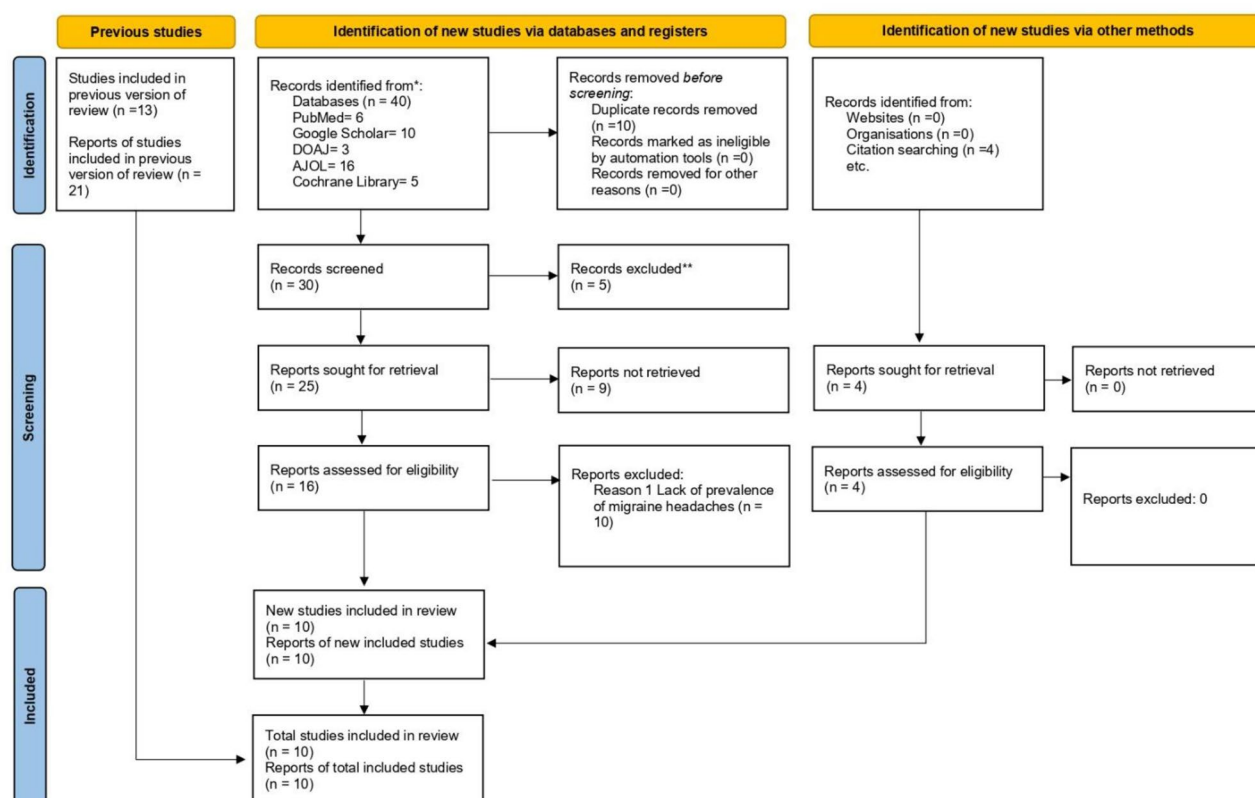 Previous studies
Identification of new studies via databases and registers
Identification of new studies via other methods
Identification
Studies included in
previous version of
review (n =13)
Reports of studies
included in previous
version of review (n =
21)
Records identified from*:
Databases (n = 40)
PubMed= 6
Google Scholar= 10
DOAJ= 3
AJOL= 16
Cochrane Library= 5
Records removed before
screening:
Duplicate records removed
(n =10)
Records marked as ineligible
by automation tools (n =0)
Records removed for other
reasons (n =0)
Records identified from:
Websites (n =0)
Organisations (n =0)
Citation searching (n =4)
etc.
Screening
Records screened
(n = 30)
Records excluded**
(n = 5)
Reports sought for retrieval
(n = 25)
Reports not retrieved
(n = 9)
Reports sought for retrieval
(n = 4)
Reports not retrieved
(n = 0)
Reports assessed for eligibility
(n = 16)
Reports excluded:
Reason 1 Lack of prevalence
of migraine headaches (n =
10)
Reports assessed for eligibility
(n = 4)
Reports excluded: 0
Included
New studies included in review
(n = 10)
Reports of new included studies
(n = 10)
Total studies included in review
(n = 10)
Reports of total included studies
(n = 10)